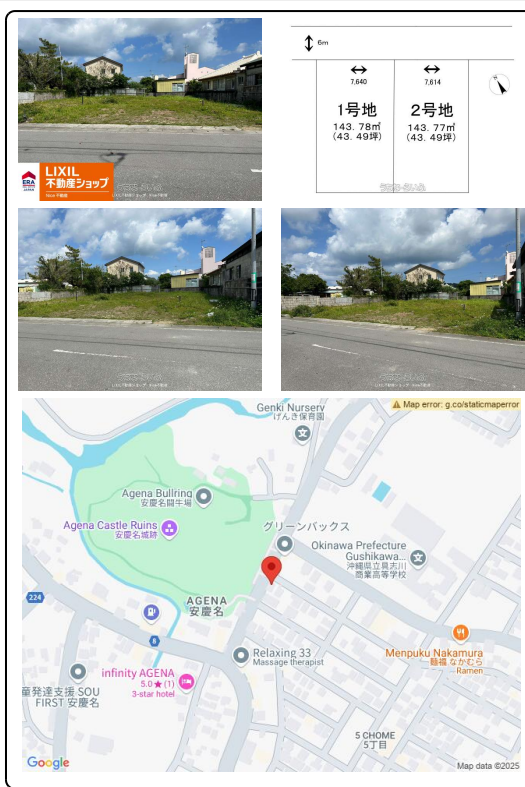 LIXIL
不動産ショップ
ERA
JAPAN
6m
7,640
7,614
1号地
143. 78㎡
(43. 49坪)
2号地
143. 77㎡
(43. 49坪)
N
Map error: g.co/staticmaperror
Genki Nursery
げんき保育園
Agena Bullring
安慶名闘牛場
Agena Castle Ruins
安慶名城跡
グリーンバックス
Okinawa Prefecture
Gushikawa...
沖縄県立具志川
商業高等学校
224
AGENA
安慶名
8
Relaxing 33
Massage therapist
Menpuku Nakamura
麺福 なかむら
Ramen
infinity AGENA
5.0★(1)
3-star hotel
童発達支援 SOU
FIRST 安慶名
5 CHOME
5丁目
Google
Map data ©2025